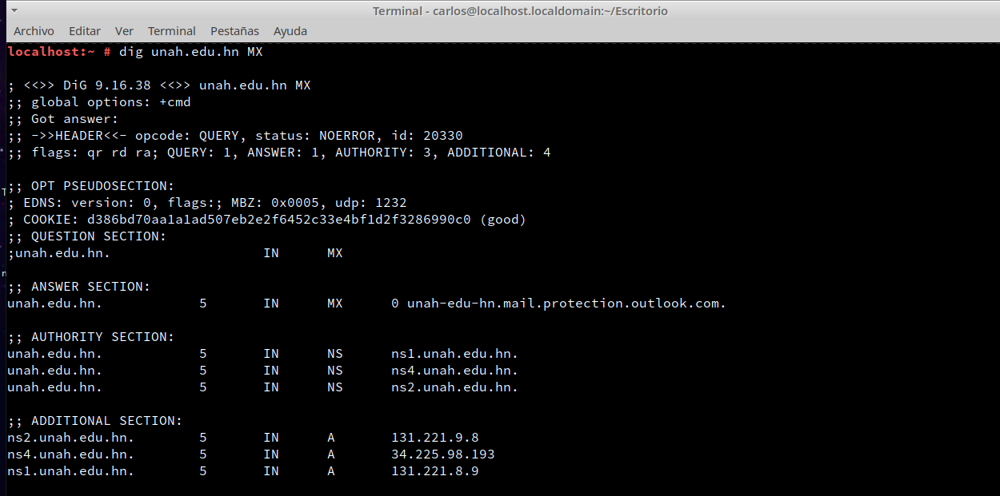 Terminal - carlos@localhost.localdomain:~/Escritorio
Archivo Editar Ver Terminal Pestañas Ayuda
localhost:~ # dig unah.edu.hn MX
; <<>> DiG 9.16.38 <<>> unah.edu.hn MX
;; global options: +cmd
;; Got answer:
;; ->>HEADER<<- opcode: QUERY, status: NOERROR, id: 20330
;; flags: qr rd ra; QUERY: 1, ANSWER: 1, AUTHORITY: 3, ADDITIONAL: 4
;; OPT PSEUDOSECTION:
; EDNS: version: 0, flags:; MBZ: 0x0005, udp: 1232
; COOKIE: d386bd70aa1a1ad507eb2e2f6452c33e4bf1d2f3286990c0 (good)
;; QUESTION SECTION:
;unah.edu.hn. IN MX
;; ANSWER SECTION:
unah.edu.hn. 5 IN MX 0 unah-edu-hn.mail.protection.outlook.com.
;; AUTHORITY SECTION:
unah.edu.hn. 5 IN NS ns1.unah.edu.hn.
unah.edu.hn. 5 IN NS ns4.unah.edu.hn.
unah.edu.hn. 5 IN NS ns2.unah.edu.hn.
;; ADDITIONAL SECTION:
ns2.unah.edu.hn. 5 IN A 131.221.9.8
ns4.unah.edu.hn. 5 IN A 34.225.98.193
ns1.unah.edu.hn. 5 IN A 131.221.8.9